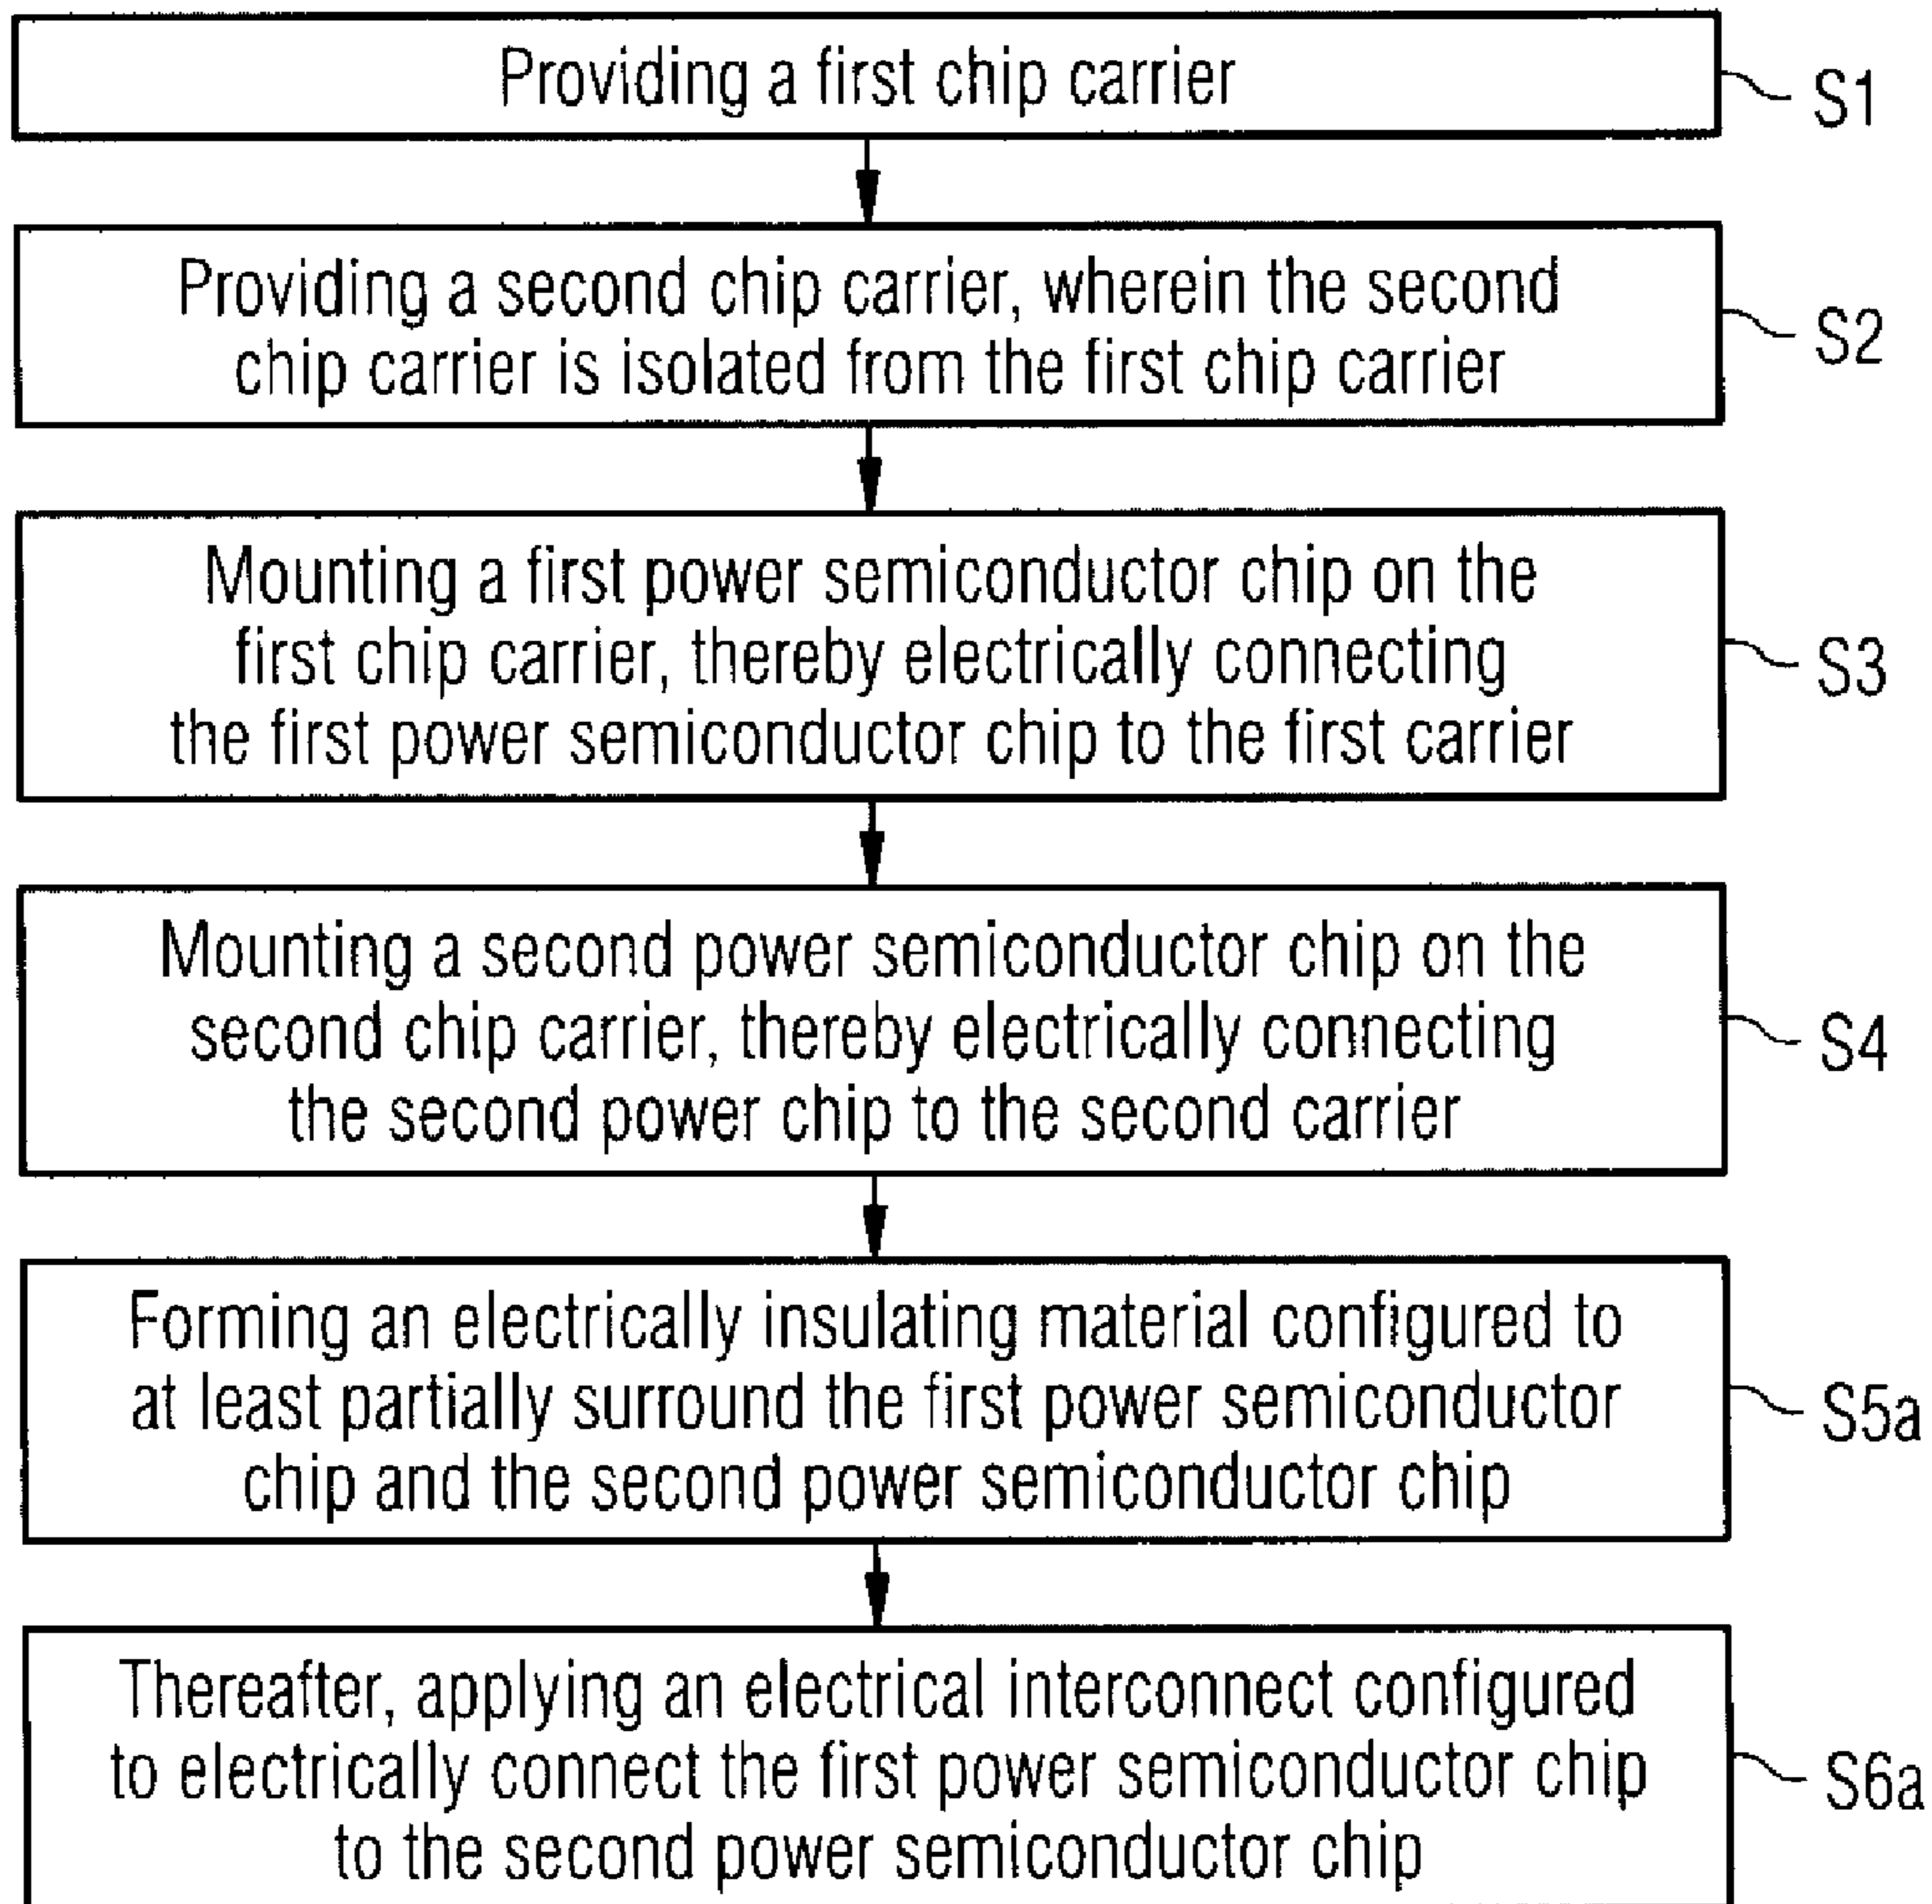 Providing a first chip carrier
S1
Providing a second chip carrier, wherein the second
chip carrier is isolated from the first chip carrier
S2
Mounting a first power semiconductor chip on the
first chip carrier, thereby electrically connecting
the first power semiconductor chip to the first carrier
S3
Mounting a second power semiconductor chip on the
second chip carrier, thereby electrically connecting
the second power chip to the second carrier
S4
Forming an electrically insulating material configured to
at least partially surround the first power semiconductor
chip and the second power semiconductor chip
S5a
Thereafter, applying an electrical interconnect configured
to electrically connect the first power semiconductor chip
to the second power semiconductor chip
S6a